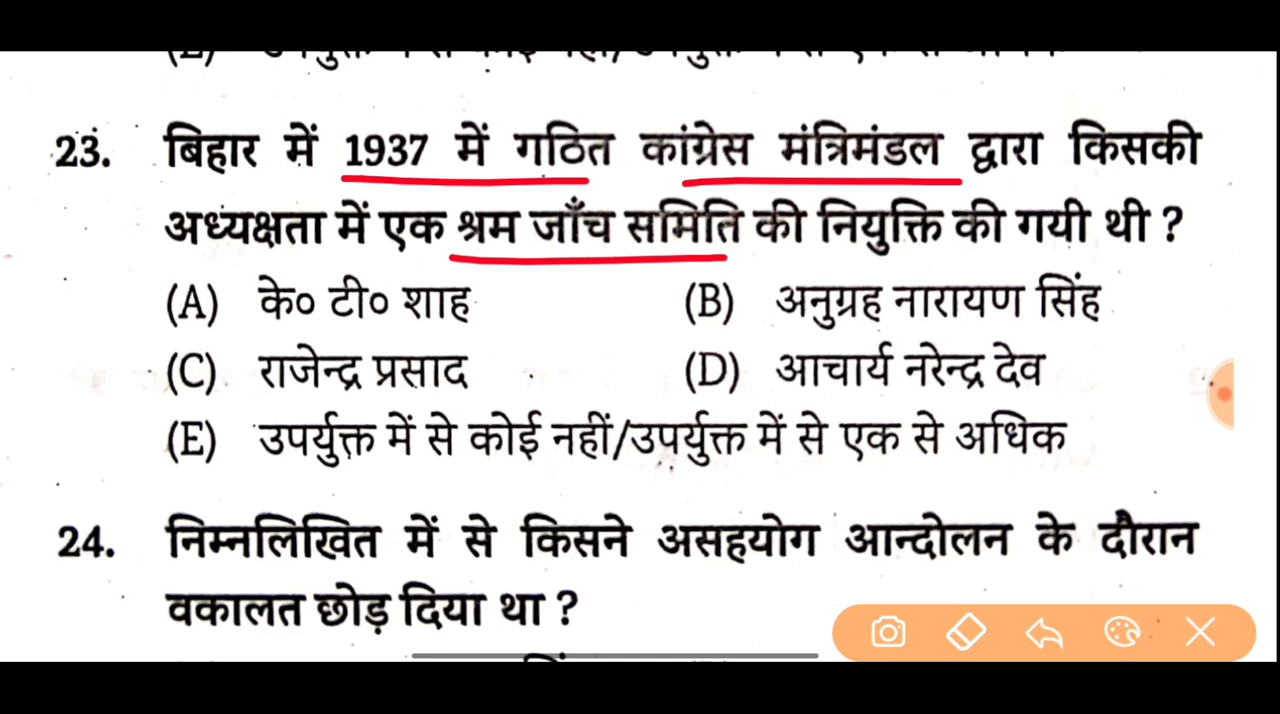 23. बिहार में 1937 में गठित कांग्रेस मंत्रिमंडल द्वारा किसकी
अध्यक्षता में एक श्रम जाँच समिति की नियुक्ति की गयी थी ?
(A) के० टी० शाह (B) अनुग्रह नारायण सिंह
(C) राजेन्द्र प्रसाद (D) आचार्य नरेन्द्र देव
(E) उपर्युक्त में से कोई नहीं/उपर्युक्त में से एक से अधिक
24. निम्नलिखित में से किसने असहयोग आन्दोलन के दौरान
वकालत छोड़ दिया था ?